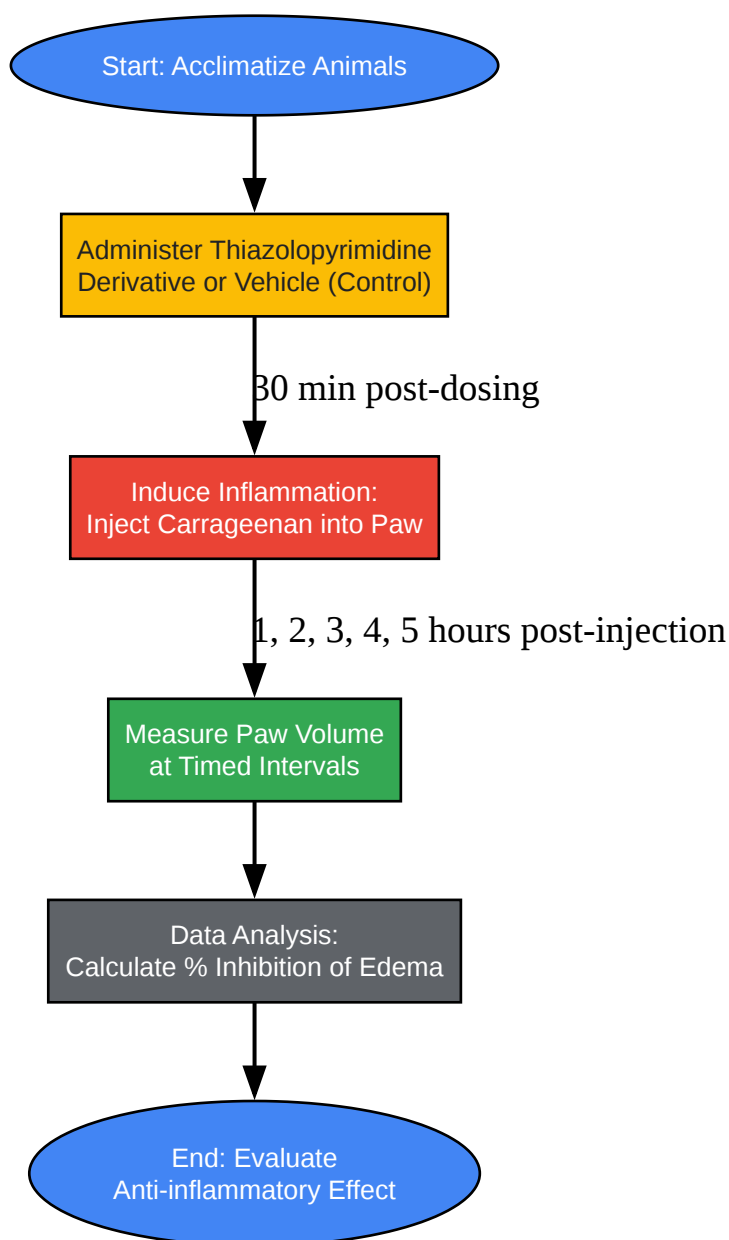 Start: Acclimatize Animals
Administer Thiazolopyrimidine
Derivative or Vehicle (Control)
30 min post-dosing
Induce Inflammation:
Inject Carrageenan into Paw
1, 2, 3, 4, 5 hours post-injection
Measure Paw Volume
at Timed Intervals
Data Analysis:
Calculate % Inhibition of Edema
End: Evaluate
Anti-inflammatory Effect